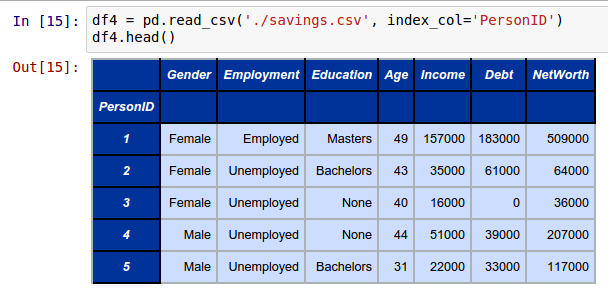 In [15]: df4 = pd.read_csv('./savings.csv', index_col='PersonID')
df4.head()
Out[15]:
Gender Employment Education Age Income Debt NetWorth
PersonID
1 Female Employed Masters 49 157000 183000 509000
2 Female Unemployed Bachelors 43 35000 61000 64000
3 Female Unemployed None 40 16000 0 36000
4 Male Unemployed None 44 51000 39000 207000
5 Male Unemployed Bachelors 31 22000 33000 117000